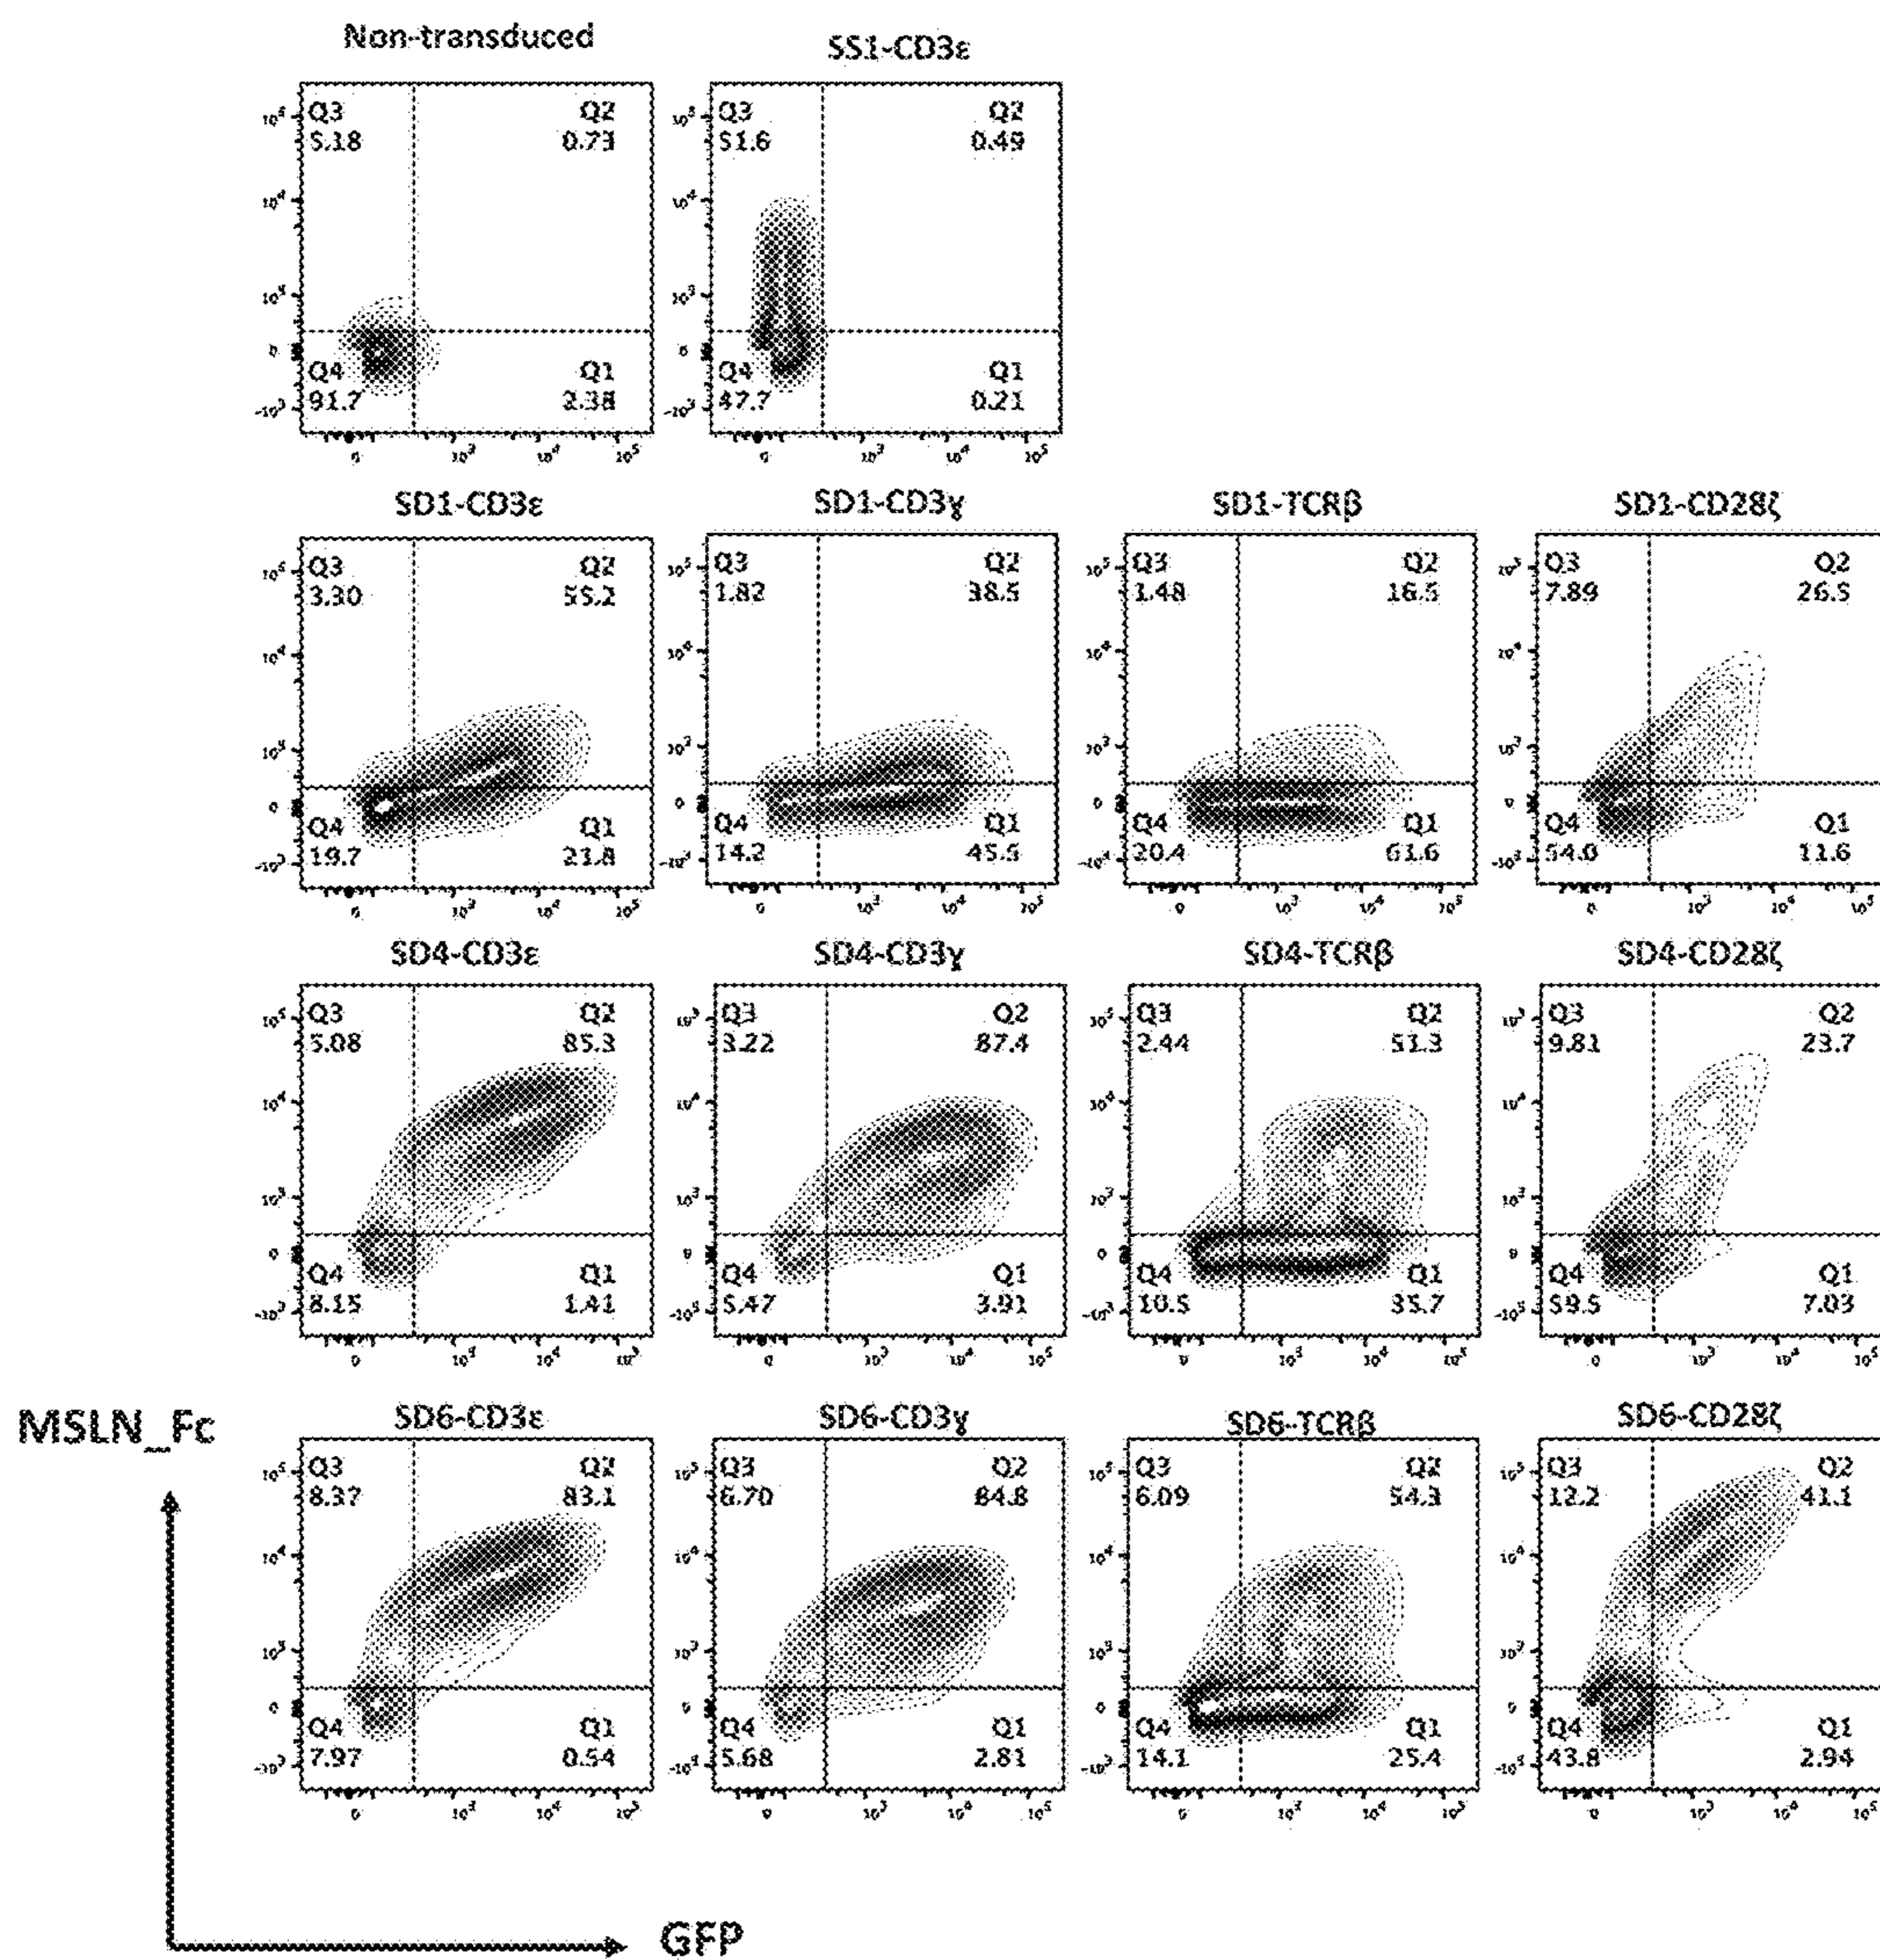 Non-transduced
SS1-CD3ε
Q3 Q2
5.18 0.73
Q4 Q1
91.7 2.38
Q3 Q2
51.6 0.49
Q4 Q1
47.7 0.21
SD1-CD3ε
SD1-CD3γ
SD1-TCRβ
SD1-CD28ζ
Q3 Q2
3.30 55.2
Q4 Q1
19.7 21.8
Q3 Q2
1.82 38.5
Q4 Q1
14.2 45.5
Q3 Q2
1.48 16.5
Q4 Q1
20.4 61.6
Q3 Q2
7.89 26.5
Q4 Q1
54.0 11.6
SD4-CD3ε
SD4-CD3γ
SD4-TCRβ
SD4-CD28ζ
Q3 Q2
5.08 85.3
Q4 Q1
8.15 1.41
Q3 Q2
3.22 87.4
Q4 Q1
5.47 3.91
Q3 Q2
2.44 51.3
Q4 Q1
10.5 35.7
Q3 Q2
9.81 23.7
Q4 Q1
59.5 7.03
MSLN_Fc
SD6-CD3ε
SD6-CD3γ
SD6-TCRβ
SD6-CD28ζ
Q3 Q2
8.37 83.1
Q4 Q1
7.97 0.54
Q3 Q2
6.70 84.8
Q4 Q1
5.68 2.81
Q3 Q2
6.09 54.3
Q4 Q1
14.1 25.4
Q3 Q2
12.2 41.1
Q4 Q1
43.8 2.94
GFP